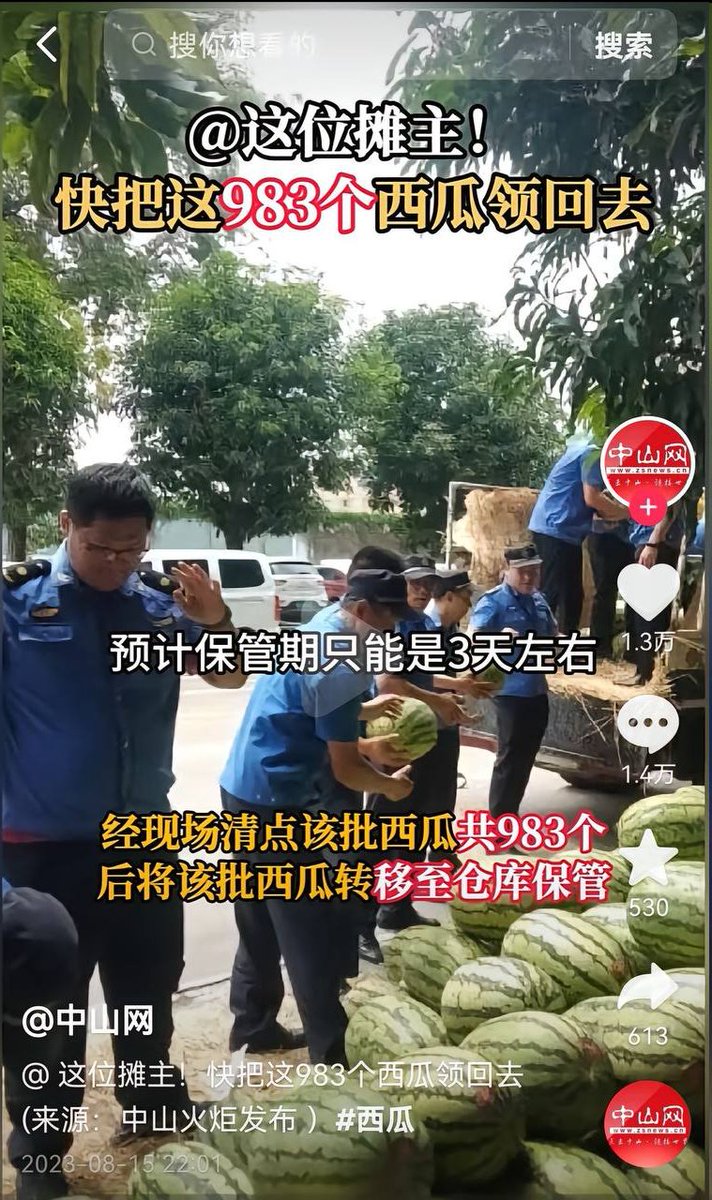 搜你想看的
搜索
@这位摊主！
快把这983个西瓜领回去
中山网
www.zsnews.cn
预计保管期只能是3天左右
1.3万
1.4万
经现场清点该批西瓜共983个
后将该批西瓜转移至仓库保管
530
613
@中山网
@ 这位摊主！快把这983个西瓜领回去
(来源：中山火炬发布 ）#西瓜
2023-08-15 22:01
中山网
www.zsnews.cn